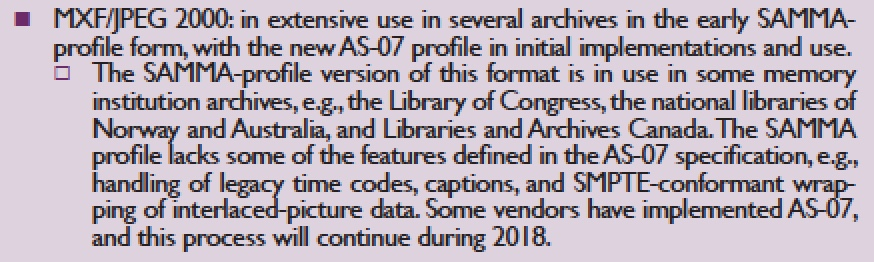 ■ MXF/JPEG 2000: in extensive use in several archives in the early SAMMA-
profile form, with the new AS-07 profile in initial implementations and use.
□ The SAMMA-profile version of this format is in use in some memory
institution archives, e.g., the Library of Congress, the national libraries of
Norway and Australia, and Libraries and Archives Canada. The SAMMA
profile lacks some of the features defined in the AS-07 specification, e.g.,
handling of legacy time codes, captions, and SMPTE-conformant wrap-
ping of interlaced-picture data. Some vendors have implemented AS-07,
and this process will continue during 2018.